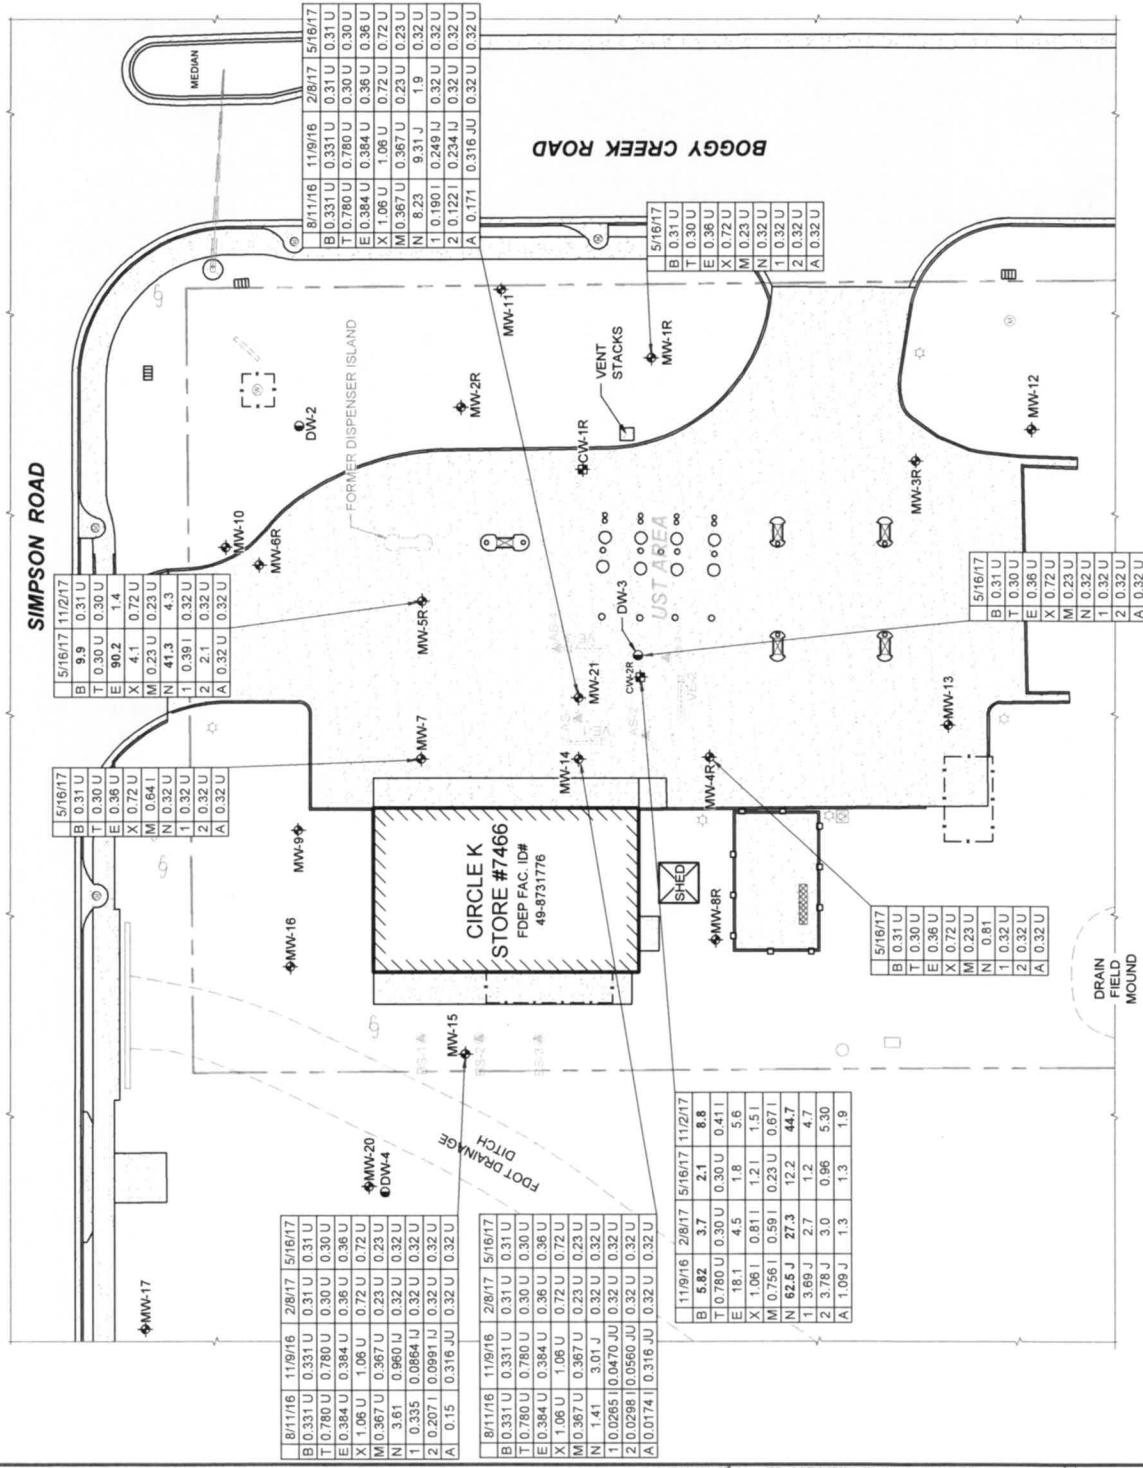 SIMPSON ROAD
BOGGY CREEK ROAD
MEDIAN
8/11/16 11/9/16 2/8/17 5/16/17
B 0.331 U 0.331 U 0.31 U 0.31 U
T 0.780 U 0.780 U 0.30 U 0.30 U
E 0.384 U 0.384 U 0.36 U 0.36 U
X 1.06 U 1.06 U 0.72 U 0.72 U
M 0.367 U 0.367 U 0.23 U 0.23 U
N 8.23 9.31 J 1.9 0.32 U
1 0.190 I 0.249 IJ 0.32 U 0.32 U
2 0.122 I 0.234 IJ 0.32 U 0.32 U
A 0.171 0.316 JU 0.32 U 0.32 U
5/16/17
B 0.31 U
T 0.30 U
E 0.36 U
X 0.72 U
M 0.23 U
N 0.32 U
1 0.32 U
2 0.32 U
A 0.32 U
5/16/17 11/2/17
B 9.9 0.31 U
T 0.30 U 0.30 U
E 90.2 1.4
X 4.1 0.72 U
M 0.23 U 0.23 U
N 41.3 4.3
1 0.39 I 0.32 U
2 2.1 0.32 U
A 0.32 U 0.32 U
5/16/17
B 0.31 U
T 0.30 U
E 0.36 U
X 0.72 U
M 0.64 I
N 0.32 U
1 0.32 U
2 0.32 U
A 0.32 U
MW-11
MW-2R
DW-2
FORMER DISPENSER ISLAND
VENT
STACKS
MW-1R
CW-1R
MW-10
MW-6R
MW-5R
MW-7
MW-12
MW-3R
UST AREA
DW-3
CW-2R
MW-21
MW-14
MW-4R
MW-13
5/16/17
B 0.31 U
T 0.30 U
E 0.36 U
X 0.72 U
M 0.23 U
N 0.32 U
1 0.32 U
2 0.32 U
A 0.32 U
MW-9
MW-16
CIRCLE K
STORE #7466
FDEP FAC. ID#
49-8731776
SHED
MW-8R
5/16/17
B 0.31 U
T 0.30 U
E 0.36 U
X 0.72 U
M 0.23 U
N 0.81
1 0.32 U
2 0.32 U
A 0.32 U
DRAIN
FIELD
MOUND
MW-15
MW-20
DW-4
FDOT DRAINAGE
DITCH
MW-17
8/11/16 11/9/16 2/8/17 5/16/17
B 0.331 U 0.331 U 0.31 U 0.31 U
T 0.780 U 0.780 U 0.30 U 0.30 U
E 0.384 U 0.384 U 0.36 U 0.36 U
X 1.06 U 1.06 U 0.72 U 0.72 U
M 0.367 U 0.367 U 0.23 U 0.23 U
N 3.61 0.960 IJ 0.32 U 0.32 U
1 0.335 0.0864 IJ 0.32 U 0.32 U
2 0.207 I 0.0991 IJ 0.32 U 0.32 U
A 0.15 0.316 JU 0.32 U 0.32 U
8/11/16 11/9/16 2/8/17 5/16/17
B 0.331 U 0.331 U 0.31 U 0.31 U
T 0.780 U 0.780 U 0.30 U 0.30 U
E 0.384 U 0.384 U 0.36 U 0.36 U
X 1.06 U 1.06 U 0.72 U 0.72 U
M 0.367 U 0.367 U 0.23 U 0.23 U
N 1.41 3.01 J 0.32 U 0.32 U
1 0.0265 I 0.0470 JU 0.32 U 0.32 U
2 0.0298 I 0.0560 JU 0.32 U 0.32 U
A 0.0174 I 0.316 JU 0.32 U 0.32 U
11/9/16 2/8/17 5/16/17 11/2/17
B 5.82 3.7 2.1 8.8
T 0.780 U 0.30 U 0.30 U 0.41 I
E 18.1 4.5 1.8 5.6
X 1.06 I 0.81 I 1.2 I 1.5 I
M 0.756 I 0.59 I 0.23 U 0.67 I
N 62.5 J 27.3 12.2 44.7
1 3.69 J 2.7 1.2 4.7
2 3.78 J 3.0 0.96 5.30
A 1.09 J 1.3 1.3 1.9